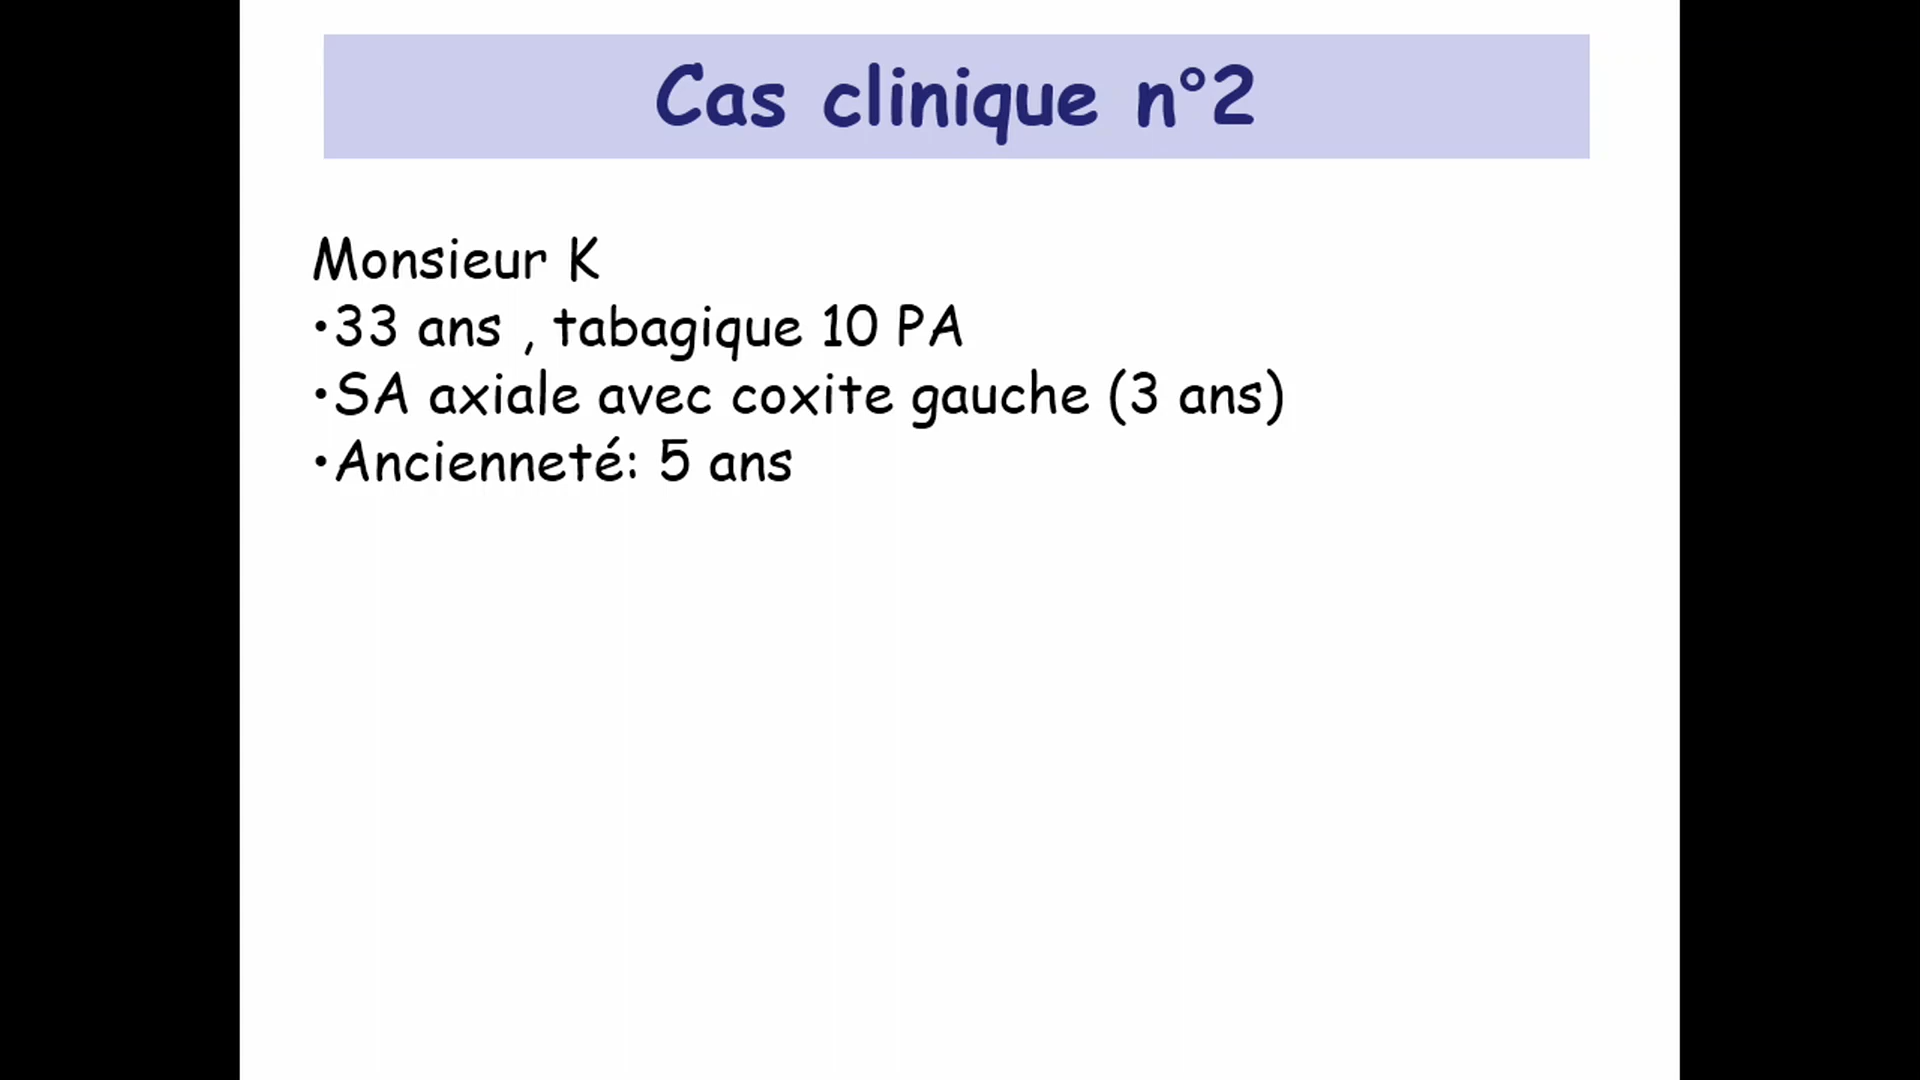 Cas clinique n°2
Monsieur K
•33 ans , tabagique 10 PA
•SA axiale avec coxite gauche (3 ans)
•Ancienneté: 5 ans